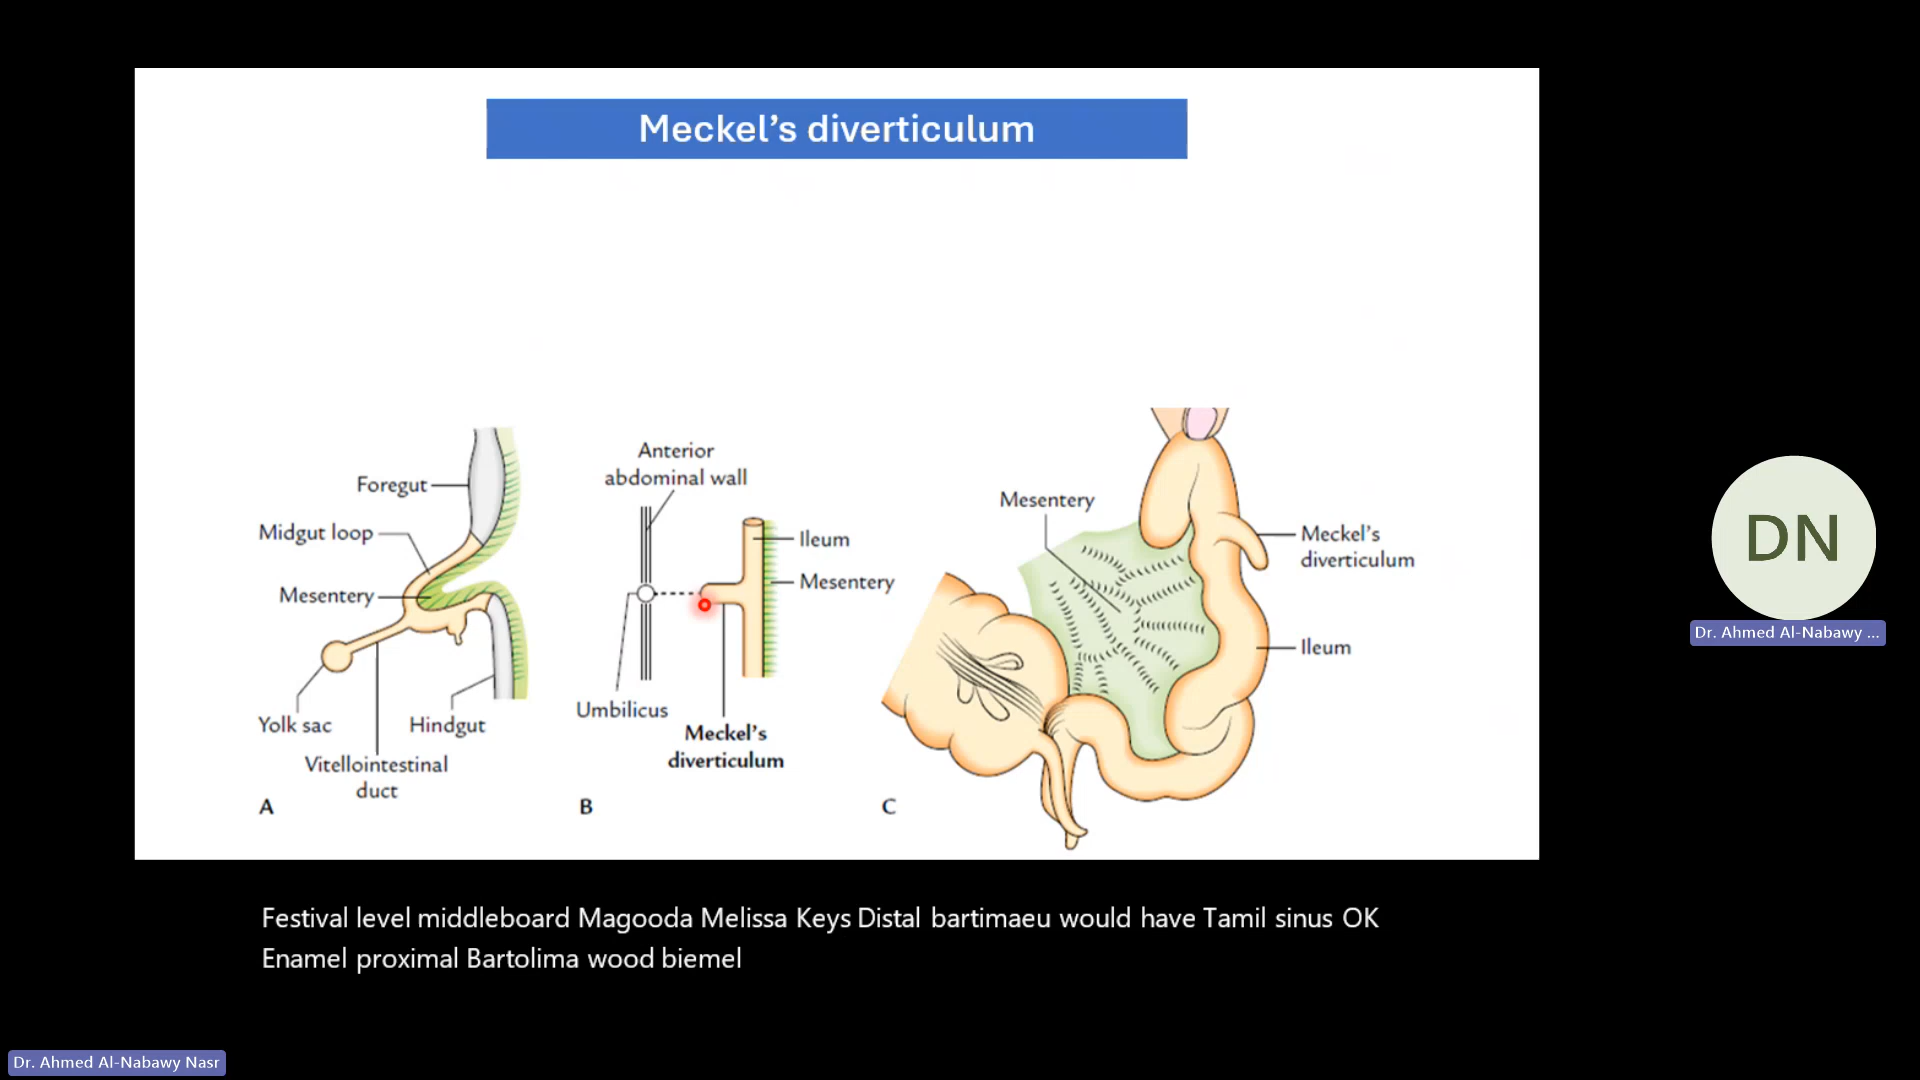 Meckel’s diverticulum
Foregut
Midgut loop
Mesentery
Yolk sac
Hindgut
Vitellointestinal
duct
A
Anterior
abdominal wall
Ileum
Mesentery
Umbilicus
Meckel’s
diverticulum
B
Mesentery
Meckel’s
diverticulum
Ileum
C
DN
Dr. Ahmed Al-Nabawy ...
Festival level middleboard Magooda Melissa Keys Distal bartimaeu would have Tamil sinus OK
Enamel proximal Bartolima wood biemel
Dr. Ahmed Al-Nabawy Nasr